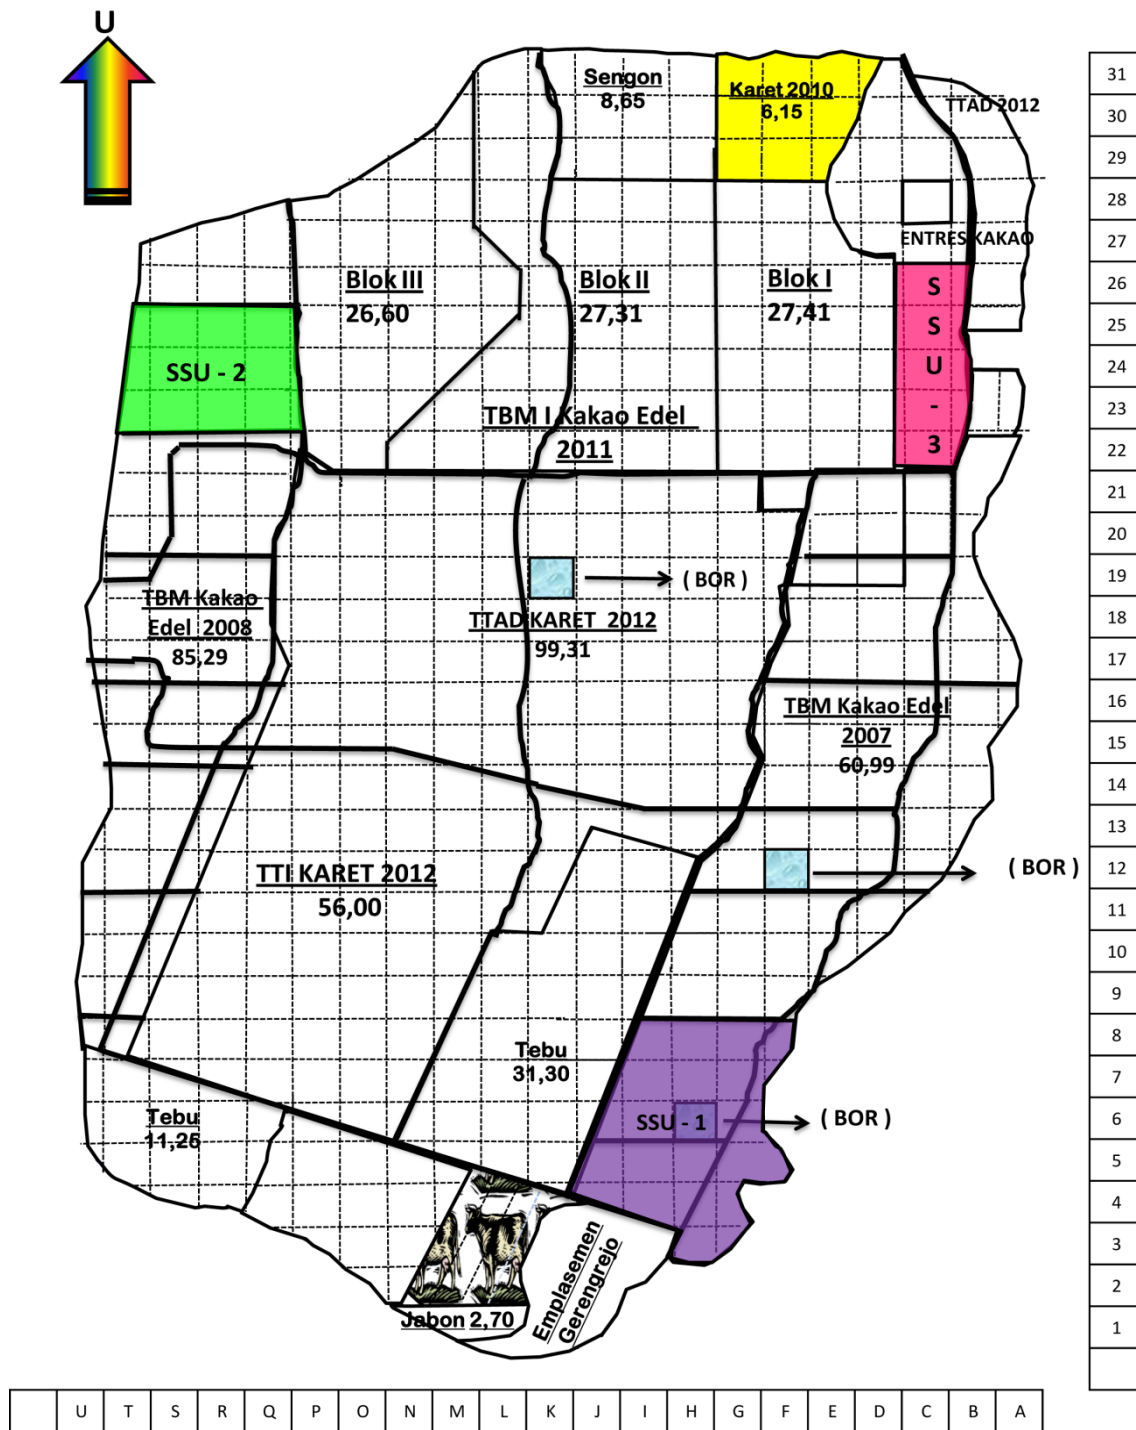 U
Sengon
8,65
Karet 2010
6,15
TTAD 2012
ENTRES KAKAO
Blok III
26,60
Blok II
27,31
Blok I
27,41
S
S
U
-
3
SSU - 2
TBM I Kakao Edel
2011
( BOR )
TBM Kakao
Edel 2008
85,29
TTAD KARET 2012
99,31
TBM Kakao Edel
2007
60,99
( BOR )
TTI KARET 2012
56,00
Tebu
31,30
Tebu
11,25
SSU - 1
( BOR )
Jabon 2,70
Emplasemen
Gerengrejo
31
30
29
28
27
26
25
24
23
22
21
20
19
18
17
16
15
14
13
12
11
10
9
8
7
6
5
4
3
2
1
U T S R Q P O N M L K J I H G F E D C B A